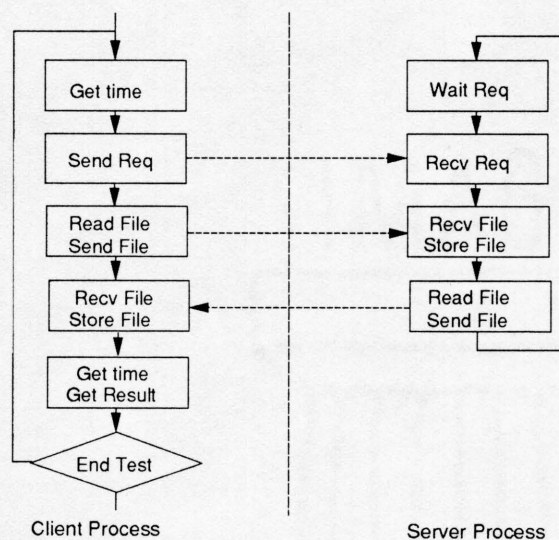 Get time
Send Req
Read File
Send File
Recv File
Store File
Get time
Get Result
End Test
Client Process
Wait Req
Recv Req
Recv File
Store File
Read File
Send File
Server Process